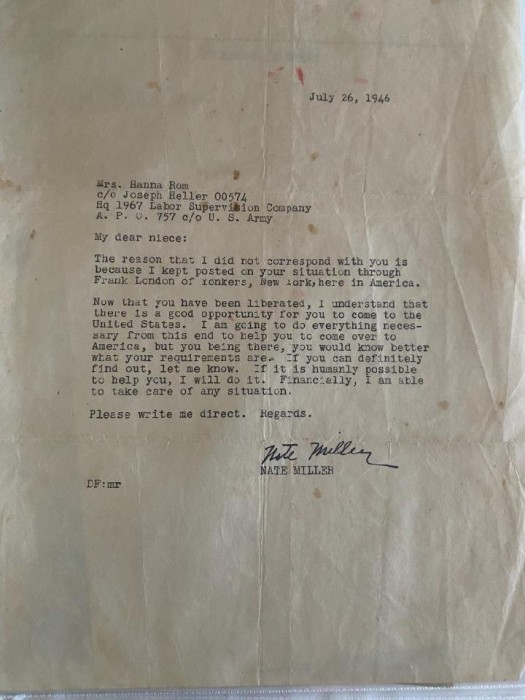 July 26, 1946
Mrs. Hanna Rom
c/o Joseph Heller 00574
Hq 1967 Labor Supervision Company
A. P. O. 757 c/o U. S. Army
My dear niece:
The reason that I did not correspond with you is
because I kept posted on your situation through
Frank London of Yonkers, New York, here in America.
Now that you have been liberated, I understand that
there is a good opportunity for you to come to the
United States. I am going to do everything neces-
sary from this end to help you to come over to
America, but you being there, you would know better
what your requirements are. If you can definitely
find out, let me know. If it is humanly possible
to help you, I will do it. Financially, I am able
to take care of any situation.
Please write me direct. Regards.
Nate Miller
NATE MILLER
DF:mr